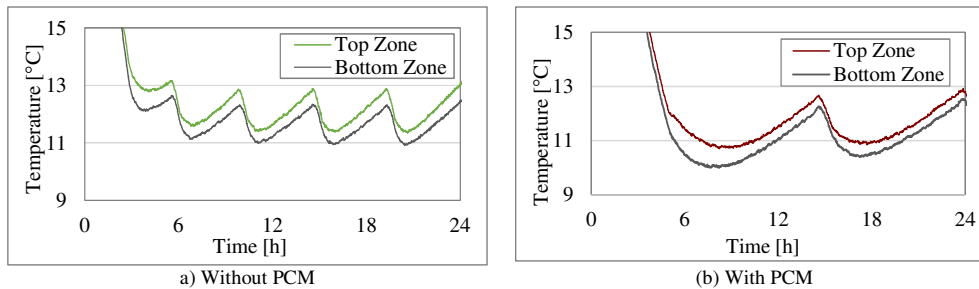 15
13
11
9
Temperature [°C]
Top Zone
Bottom Zone
0 6 12 18 24
Time [h]
a) Without PCM
15
13
11
9
Temperature [°C]
Top Zone
Bottom Zone
0 6 12 18 24
Time [h]
(b) With PCM